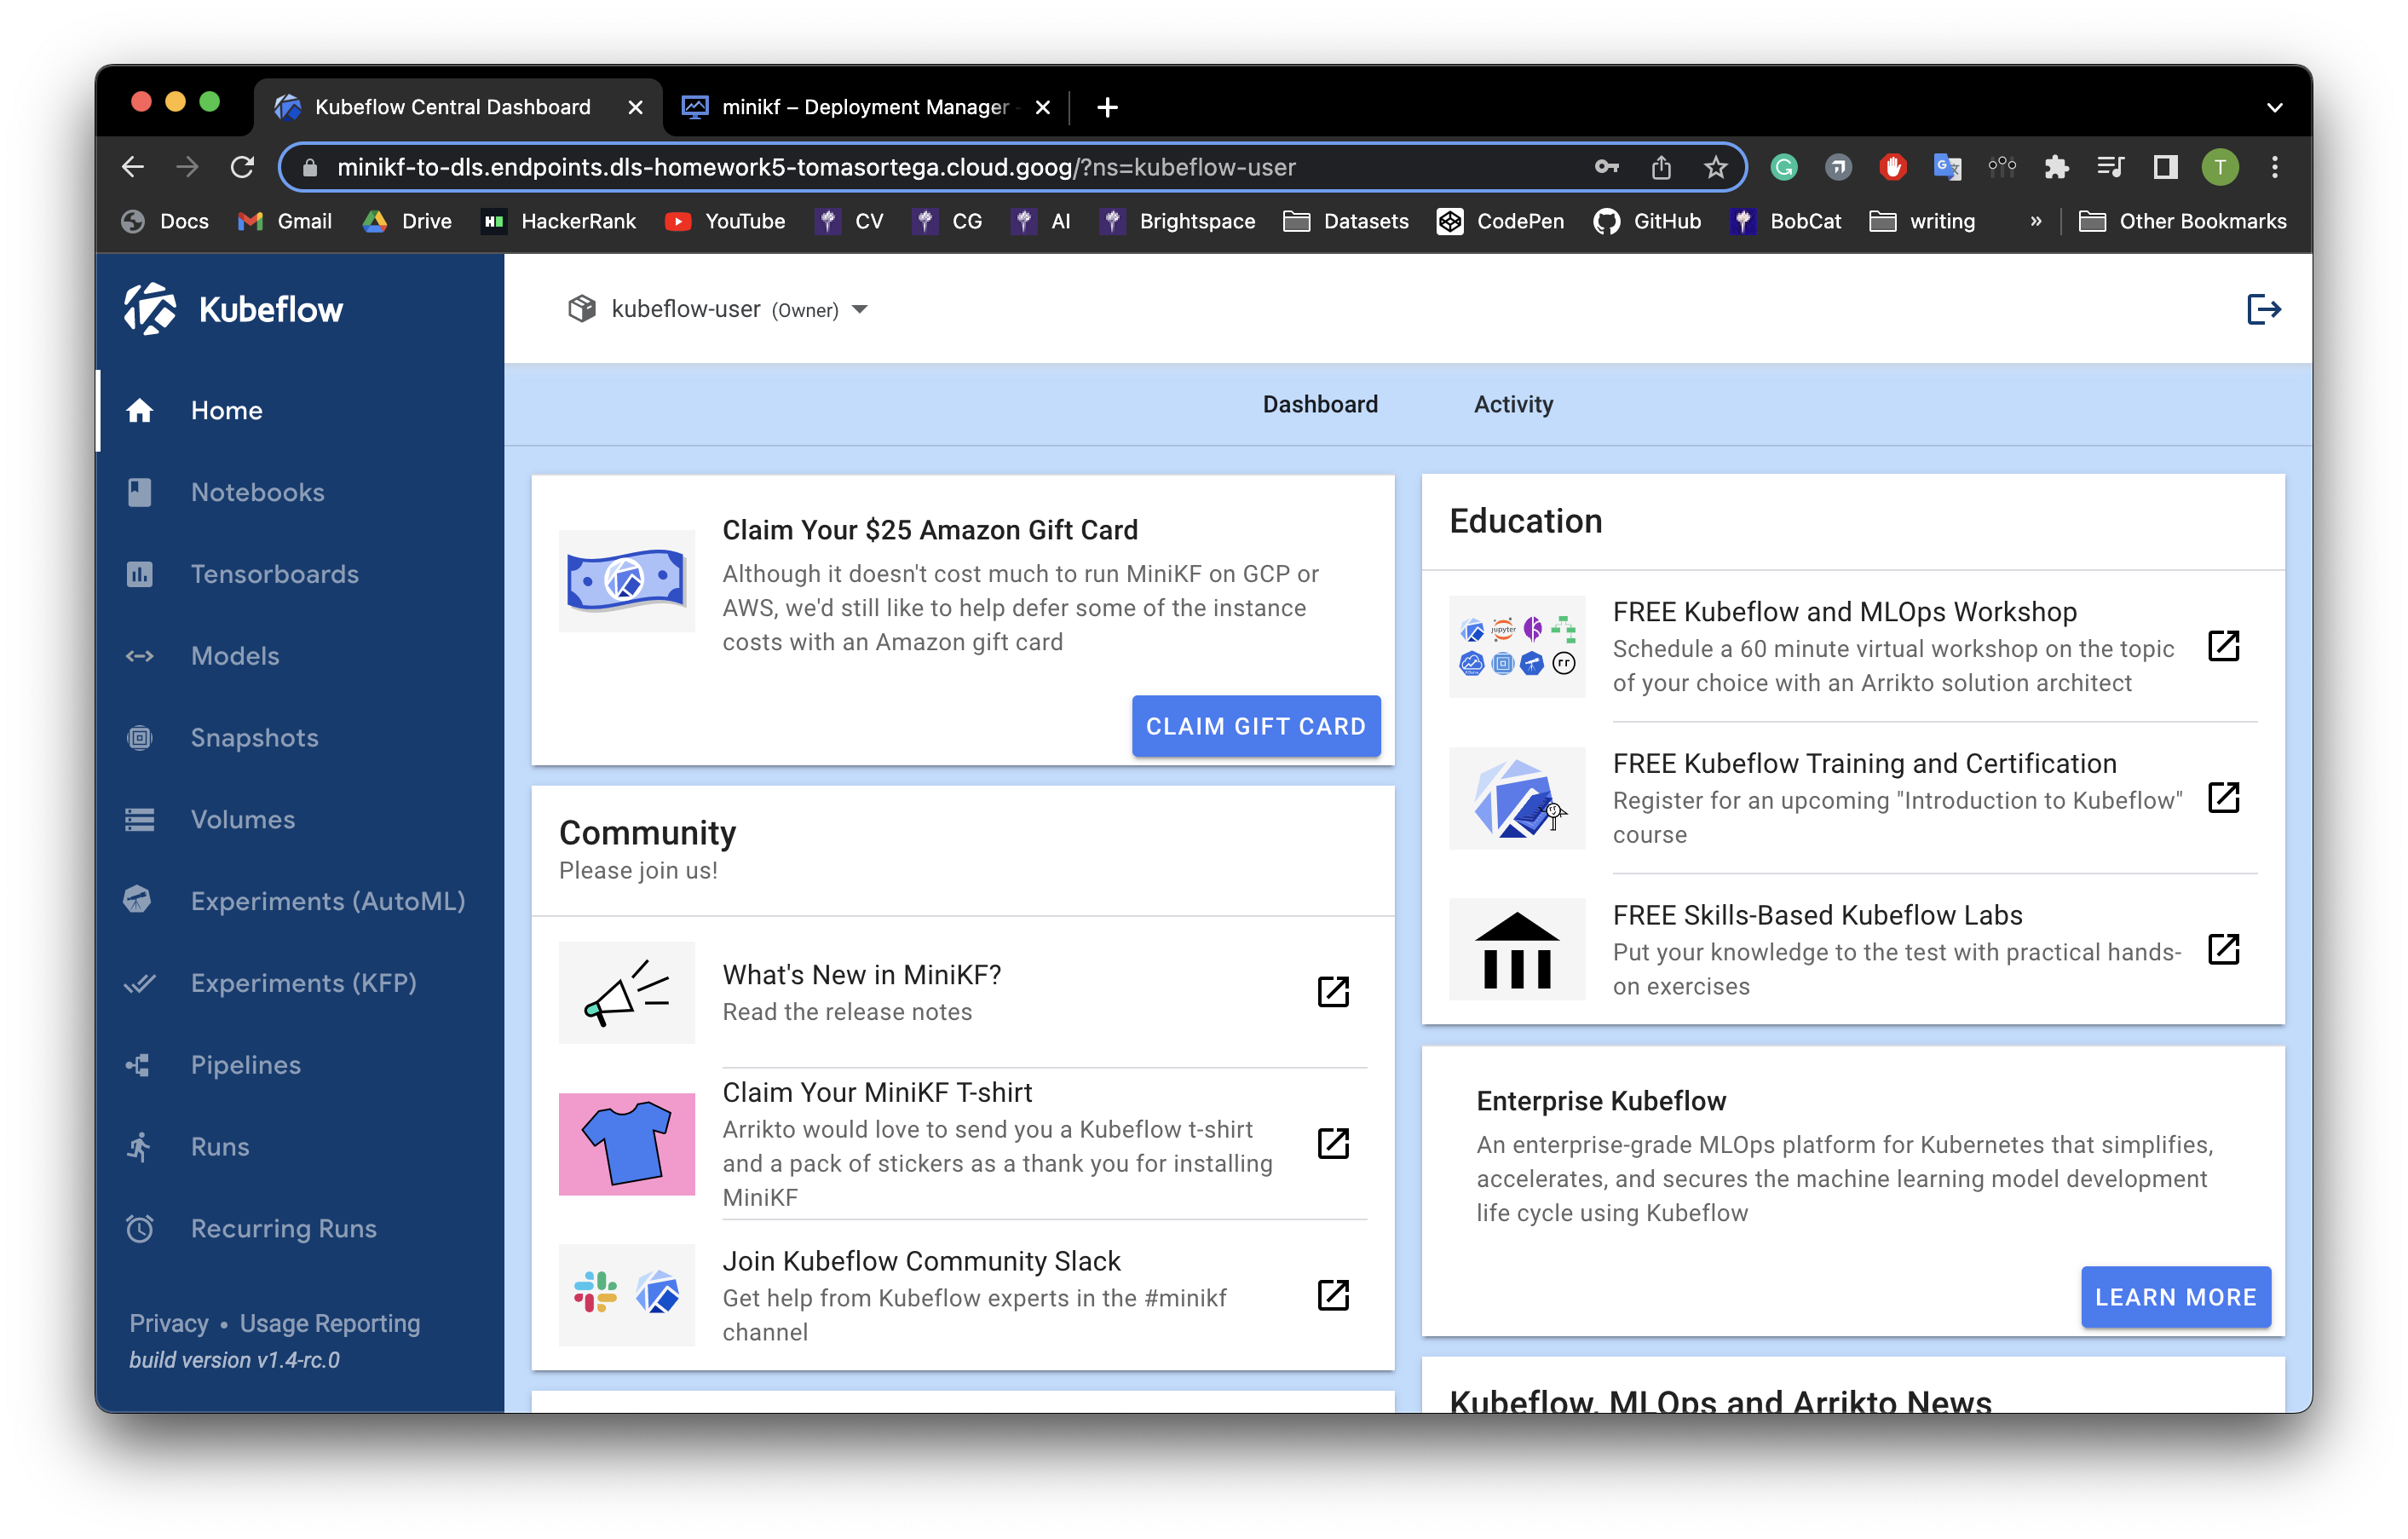 Kubeflow Central Dashboard
minikf – Deployment Manager -
minikf-to-dls.endpoints.dls-homework5-tomasortega.cloud.goog/?ns=kubeflow-user
T
Docs Gmail Drive HackerRank YouTube CV CG AI Brightspace Datasets CodePen GitHub BobCat writing » Other Bookmarks
Kubeflow
Home
Notebooks
Tensorboards
Models
Snapshots
Volumes
Experiments (AutoML)
Experiments (KFP)
Pipelines
Runs
Recurring Runs
Privacy • Usage Reporting
build version v1.4-rc.0
kubeflow-user (Owner)
Dashboard Activity
Claim Your $25 Amazon Gift Card
Although it doesn't cost much to run MiniKF on GCP or
AWS, we'd still like to help defer some of the instance
costs with an Amazon gift card
CLAIM GIFT CARD
Community
Please join us!
What's New in MiniKF?
Read the release notes
Claim Your MiniKF T-shirt
Arrikto would love to send you a Kubeflow t-shirt
and a pack of stickers as a thank you for installing
MiniKF
Join Kubeflow Community Slack
Get help from Kubeflow experts in the #minikf
channel
Education
jupyter
rr
FREE Kubeflow and MLOps Workshop
Schedule a 60 minute virtual workshop on the topic
of your choice with an Arrikto solution architect
FREE Kubeflow Training and Certification
Register for an upcoming "Introduction to Kubeflow"
course
FREE Skills-Based Kubeflow Labs
Put your knowledge to the test with practical hands-
on exercises
Enterprise Kubeflow
An enterprise-grade MLOps platform for Kubernetes that simplifies,
accelerates, and secures the machine learning model development
life cycle using Kubeflow
LEARN MORE
Kubeflow, MLOps and Arrikto News